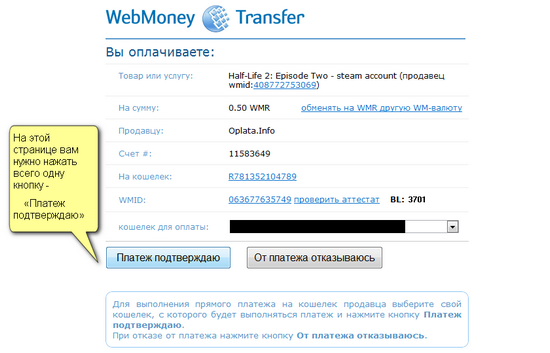 WebMoney Transfer
Вы оплачиваете:
Товар или услугу: Half-Life 2: Episode Two - steam account (продавец
wmid:408772753069)
На сумму: 0.50 WMR обменять на WMR другую WM-валюту
Продавцу: Oplata.Info
Счет #: 11583649
На кошелек: R781352104789
WMID: 063677635749 проверить аттестат BL: 3701
кошелек для оплаты:
На этой
странице вам
нужно нажать
всего одну
кнопку -
«Платеж
подтверждаю»
Платеж подтверждаю От платежа отказываюсь
Для выполнения прямого платежа на кошелек продавца выберите свой
кошелек, с которого будет выполняться платеж и нажмите кнопку Платеж
подтверждаю.
При отказе от платежа нажмите кнопку От платежа отказываюсь.